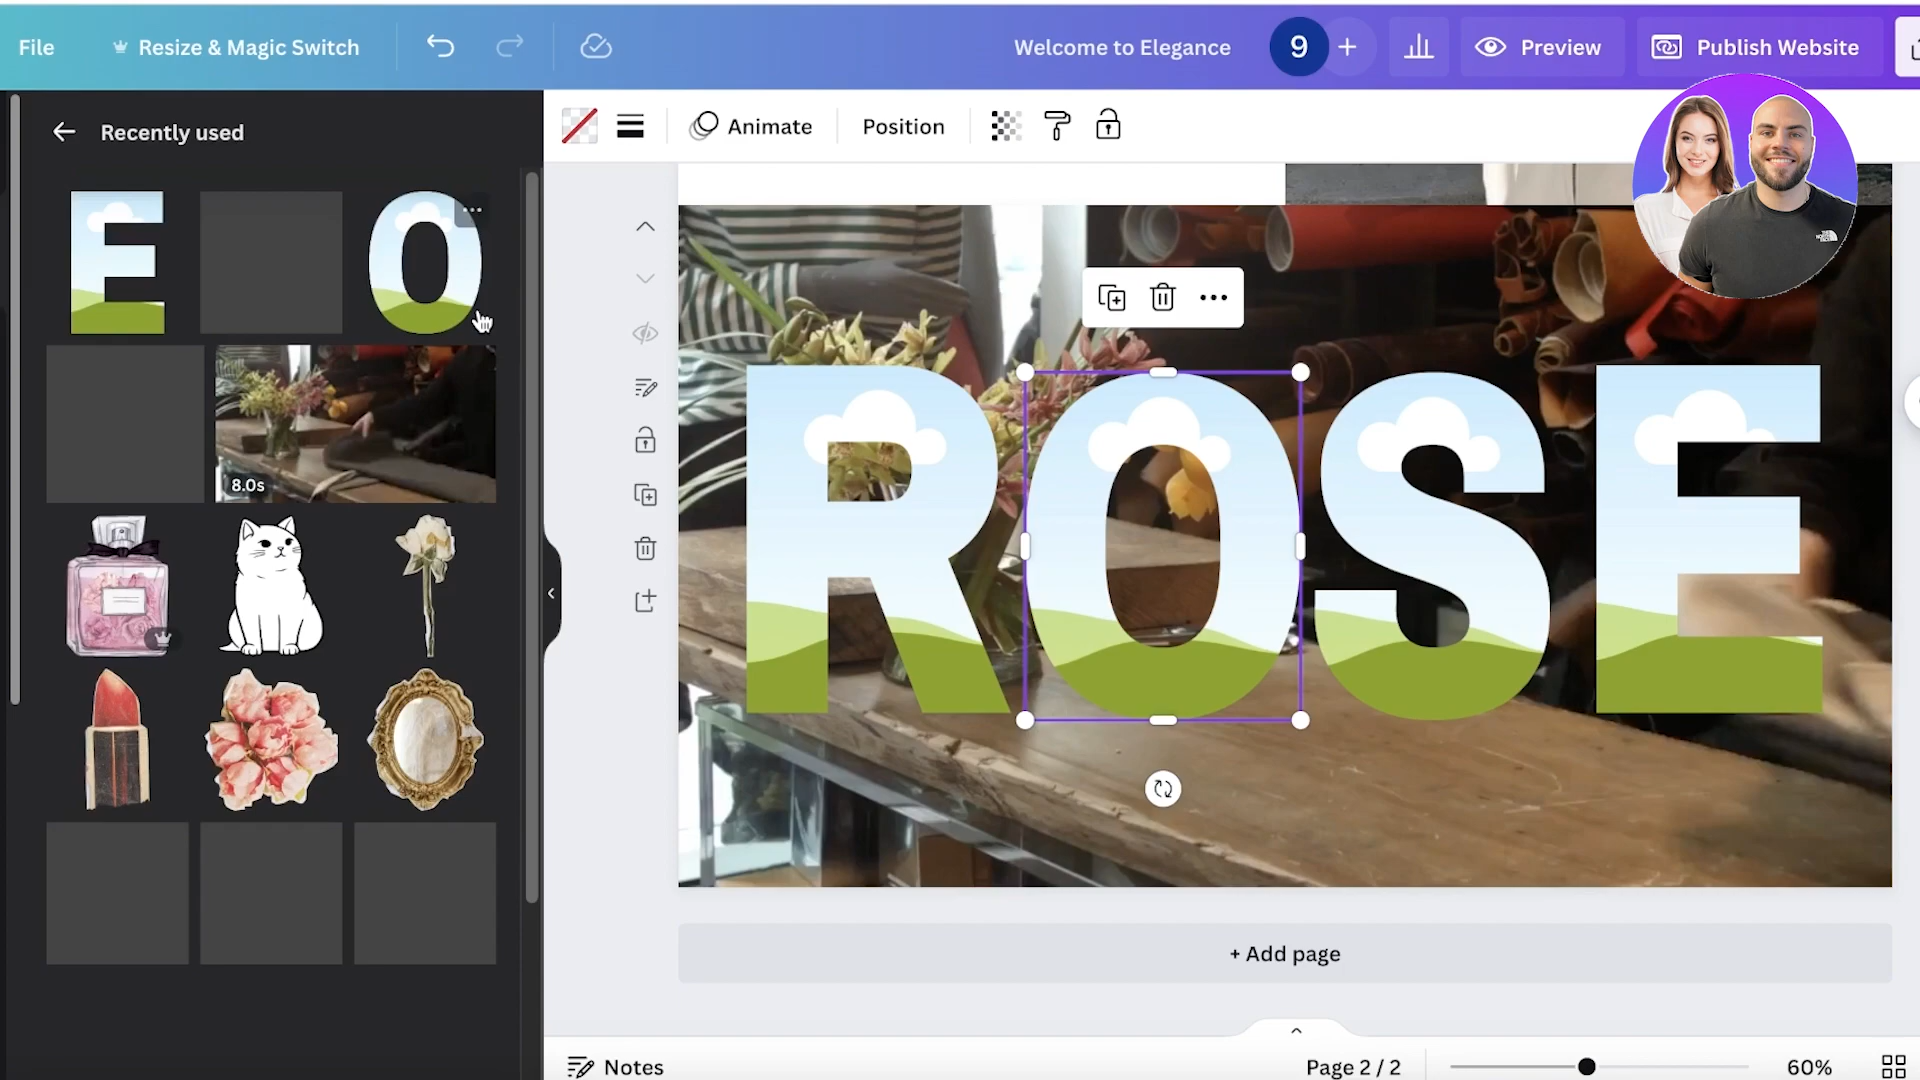 File
Resize & Magic Switch
Welcome to Elegance
9
+
Preview
Publish Website
Recently used
Animate
Position
8.0s
ROSE
E
O
+ Add page
Notes
Page 2 / 2
60%